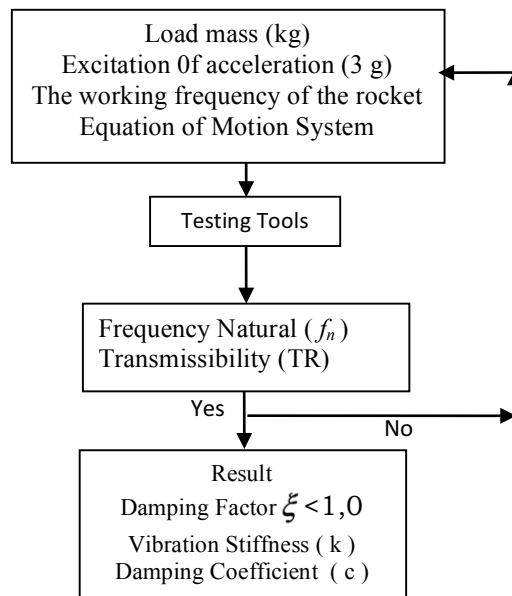 Load mass (kg)
Excitation 0f acceleration (3 g)
The working frequency of the rocket
Equation of Motion System
Testing Tools
Frequency Natural (fn)
Transmissibility (TR)
Yes
No
Result
Damping Factor ξ <1,0
Vibration Stiffness ( k )
Damping Coefficient ( c )